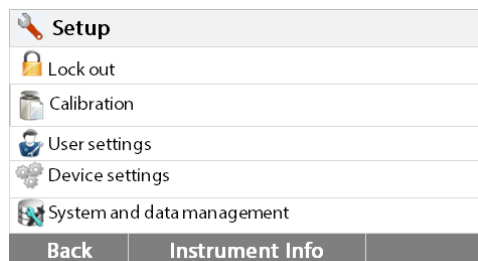 Setup
Lock out
Calibration
User settings
Device settings
System and data management
Back Instrument Info